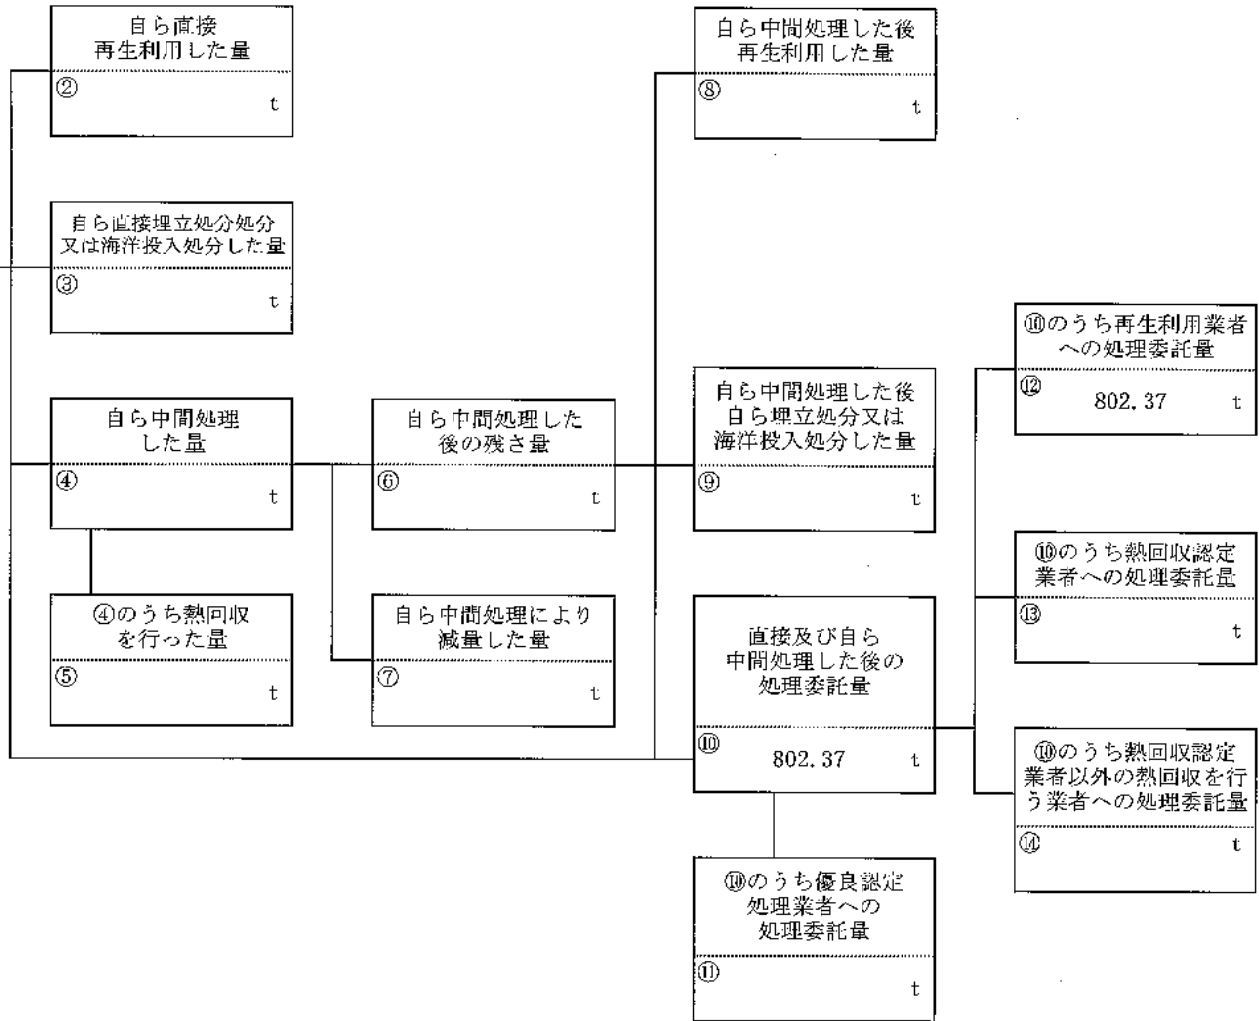 自ら直接
再生利用した量
②
t
自ら中間処理した後
再生利用した量
⑧
t
自ら直接埋立処分処分
又は海洋投入処分した量
③
t
⑩のうち再生利用業者
への処理委託量
⑫
802.37 t
自ら中間処理
した量
④
t
自ら中間処理した
後の残さ量
⑥
t
自ら中間処理した後
自ら埋立処分又は
海洋投入処分した量
⑨
t
⑩のうち熱回収認定
業者への処理委託量
⑬
t
④のうち熱回収
を行った量
⑤
t
自ら中間処理により
減量した量
⑦
t
直接及び自ら
中間処理した後の
処理委託量
⑩
802.37 t
⑩のうち熱回収認定
業者以外の熱回収を行
う業者への処理委託量
⑭
t
⑩のうち優良認定
処理業者への
処理委託量
⑪
t